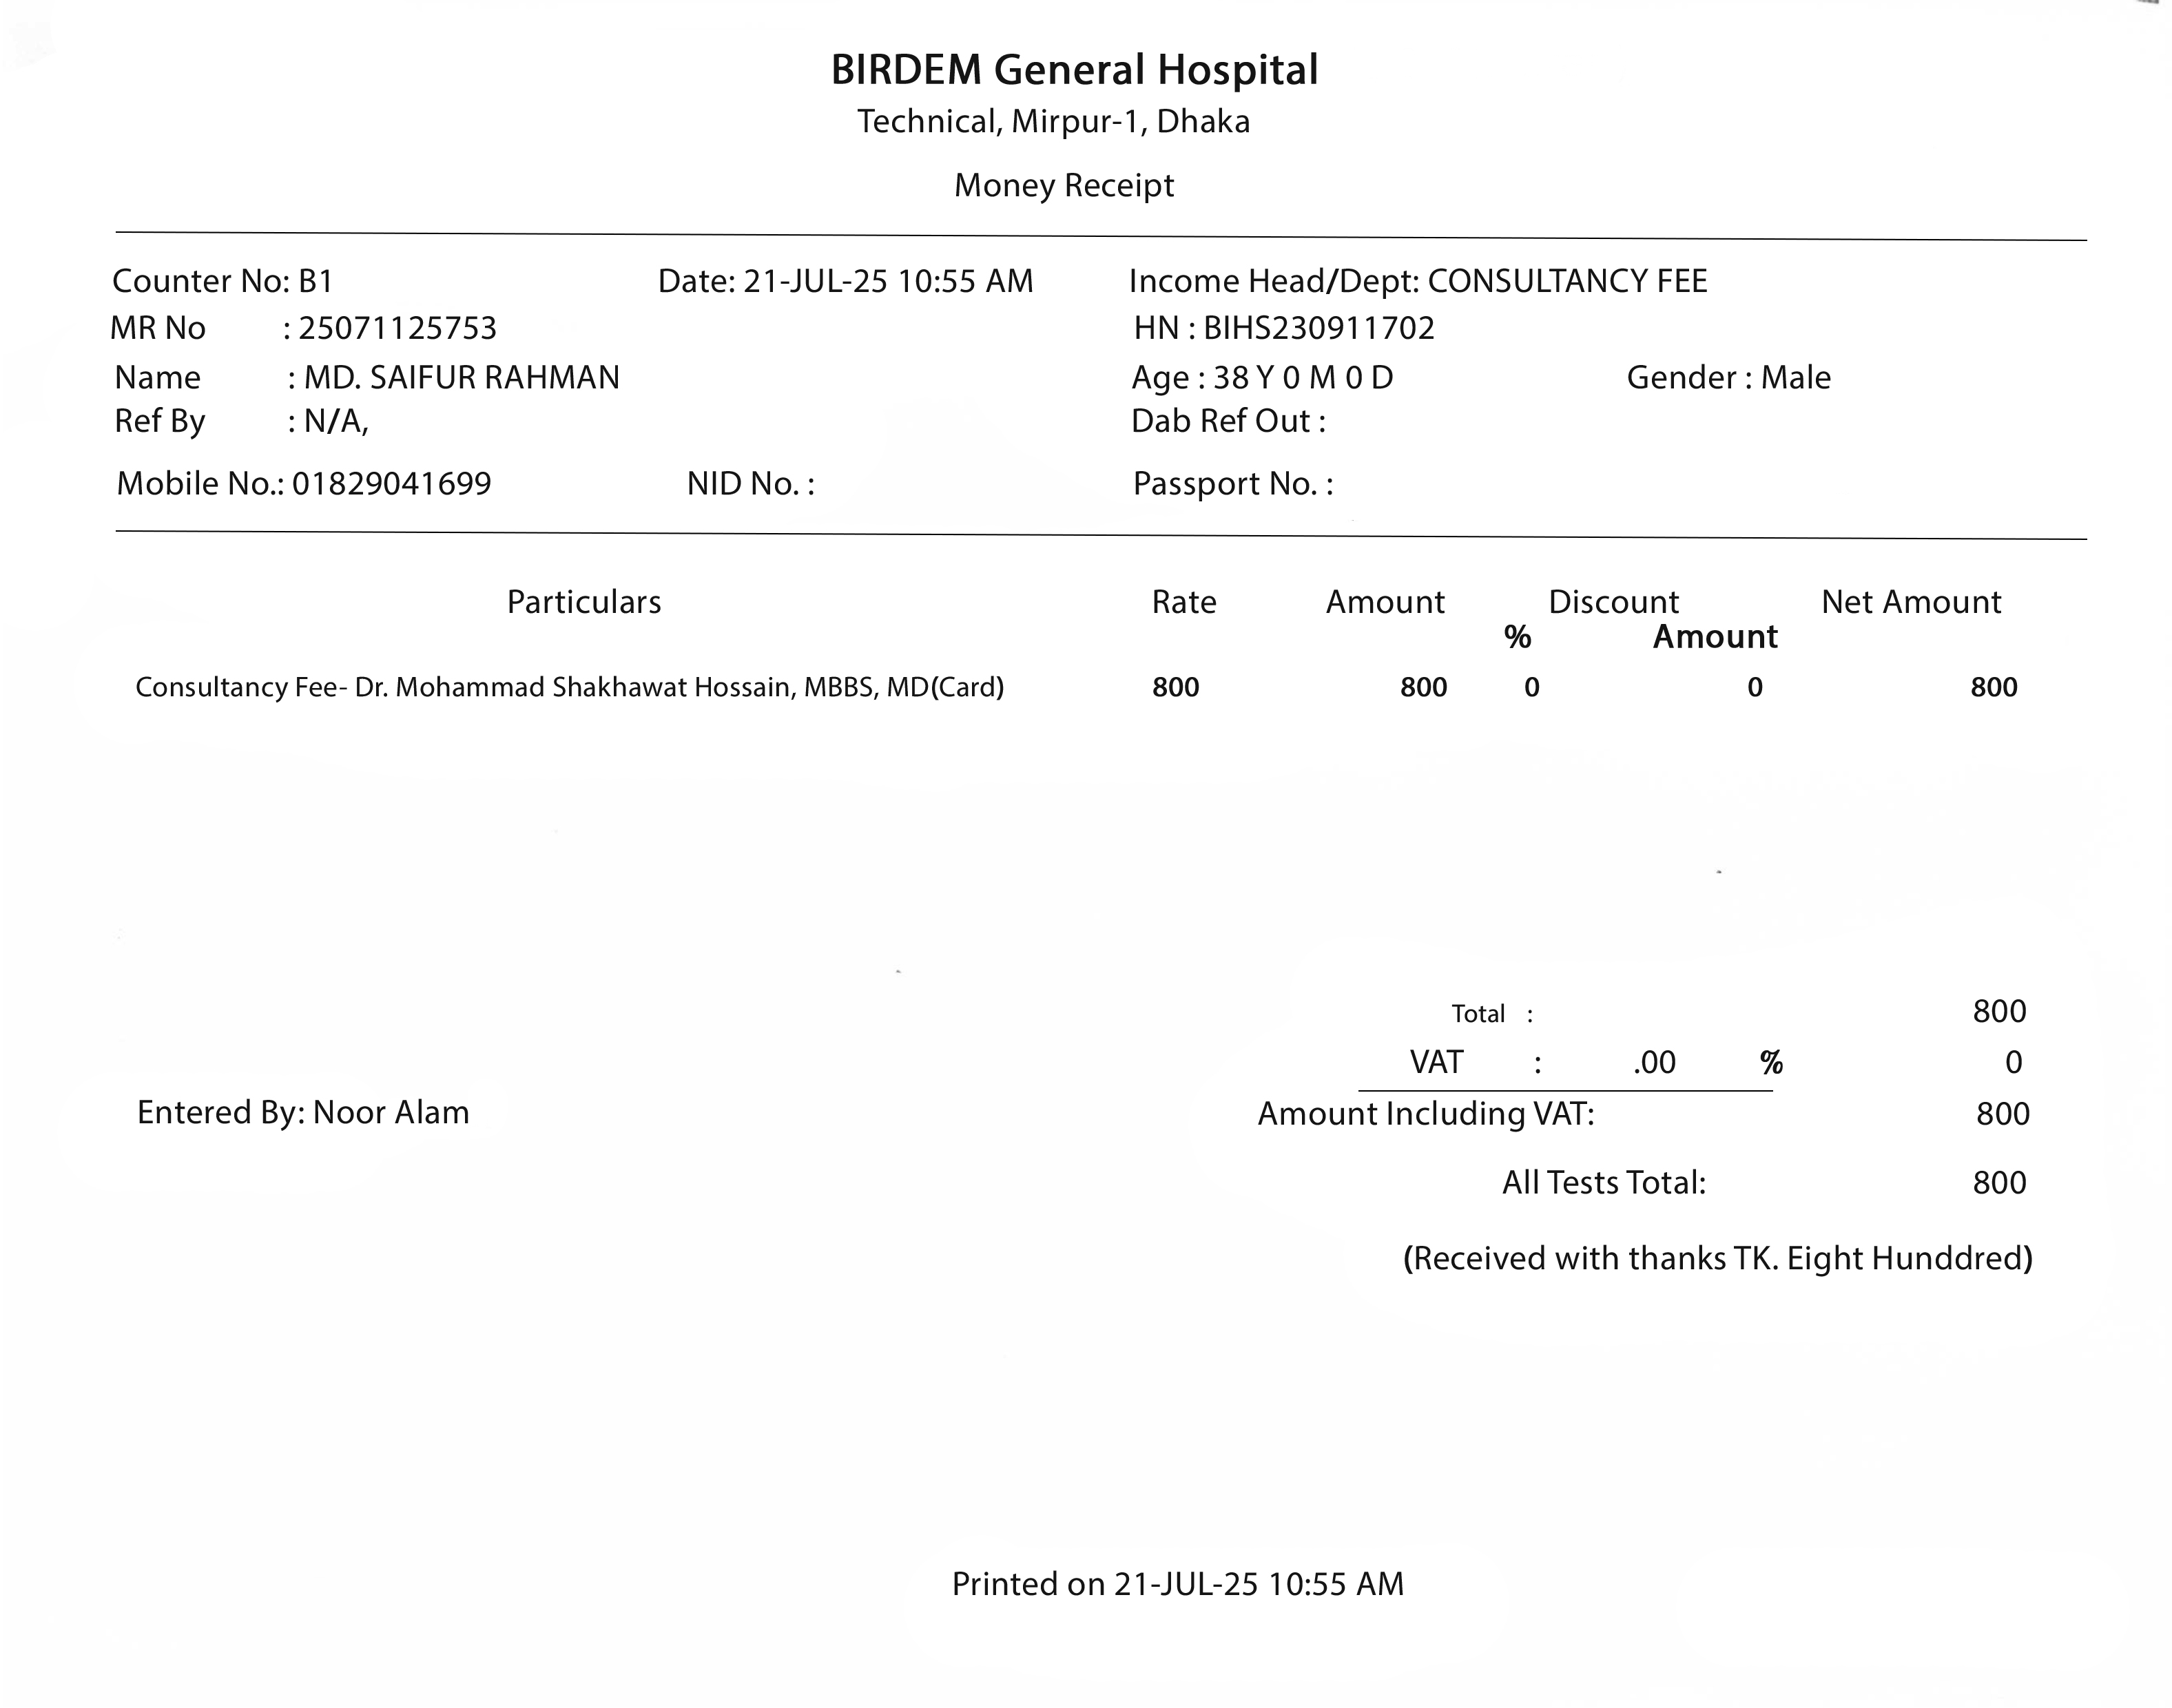 BIRDEM General Hospital
Technical, Mirpur-1, Dhaka
Money Receipt
Counter No: B1 Date: 21-JUL-25 10:55 AM Income Head/Dept: CONSULTANCY FEE
MR No : 25071125753 HN : BIHS230911702
Name : MD. SAIFUR RAHMAN Age : 38 Y 0 M 0 D Gender : Male
Ref By : N/A, Dab Ref Out :
Mobile No.: 01829041699 NID No. : Passport No. :
Particulars Rate Amount Discount Net Amount
% Amount
Consultancy Fee- Dr. Mohammad Shakhawat Hossain, MBBS, MD(Card) 800 800 0 0 800
Total : 800
VAT : .00 % 0
Entered By: Noor Alam Amount Including VAT: 800
All Tests Total: 800
(Received with thanks TK. Eight Hunddred)
Printed on 21-JUL-25 10:55 AM